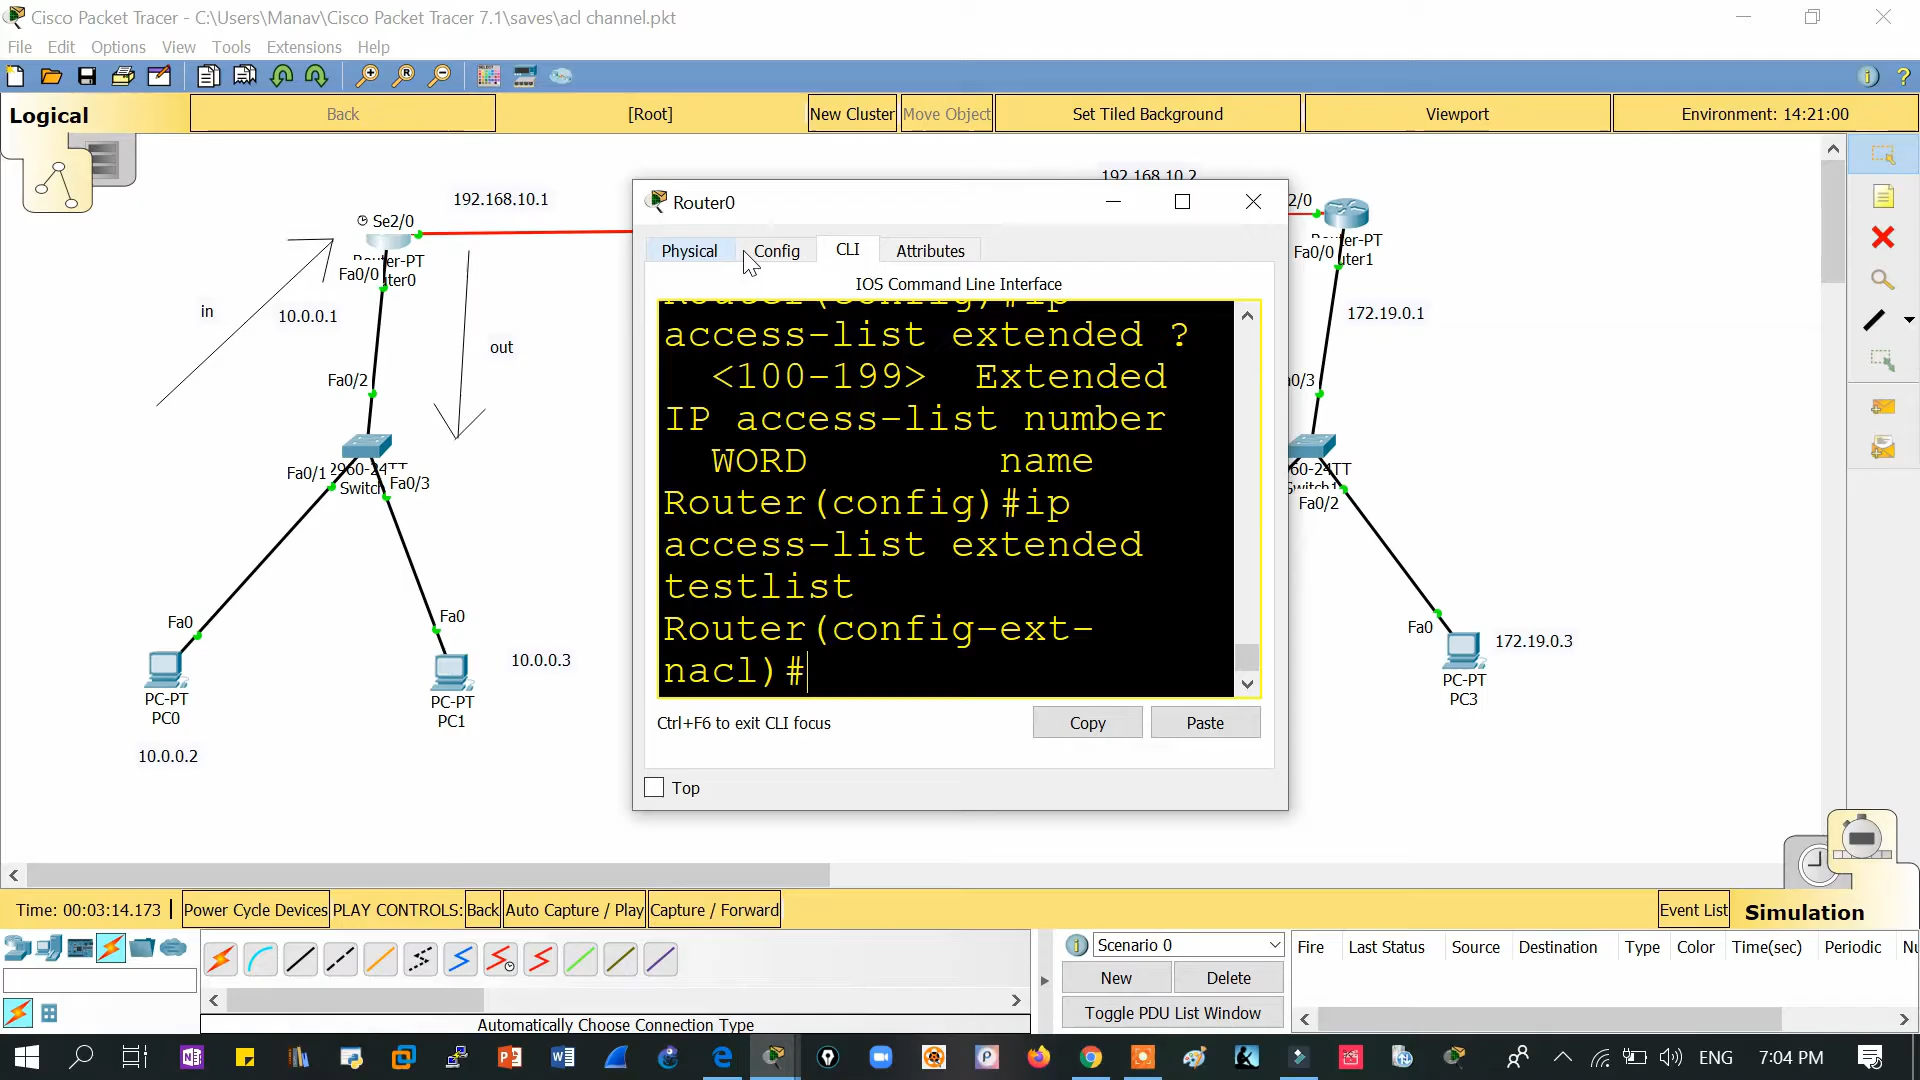 Cisco Packet Tracer - C:\Users\Manav\Cisco Packet Tracer 7.1\saves\acl channel.pkt
File Edit Options View Tools Extensions Help
Logical
Back
[Root]
New Cluster
Move Object
Set Tiled Background
Viewport
Environment: 14:21:00
192.168.10.1
Se2/0
Fa0/0
10.0.0.1
in
out
Fa0/2
Fa0/1
Fa0/3
Fa0
PC-PT
PC0
10.0.0.2
Fa0
PC-PT
PC1
10.0.0.3
Router0
Physical Config CLI Attributes
IOS Command Line Interface
Router(config)#ip
access-list extended ?
<100-199> Extended
IP access-list number
WORD name
Router(config)#ip
access-list extended
testlist
Router(config-ext-
nacl)#
Ctrl+F6 to exit CLI focus
Copy
Paste
Top
192.168.10.2
2/0
Fa0/0
172.19.0.1
Fa0/2
Fa0
PC-PT
PC3
172.19.0.3
Time: 00:03:14.173
Power Cycle Devices
PLAY CONTROLS:
Back
Auto Capture / Play
Capture / Forward
Event List
Simulation
Automatically Choose Connection Type
Scenario 0
New
Delete
Toggle PDU List Window
Fire Last Status Source Destination Type Color Time(sec) Periodic
ENG
7:04 PM